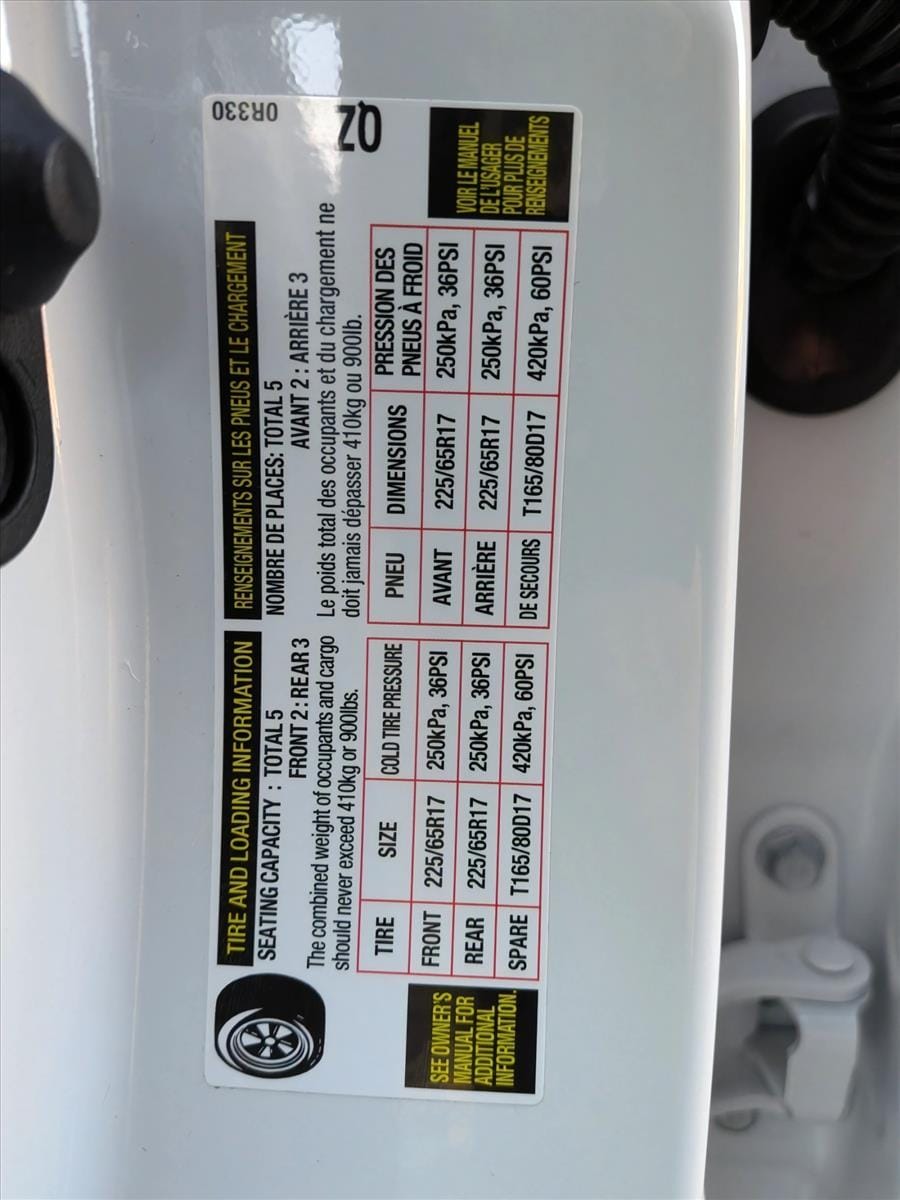 TIRE AND LOADING INFORMATION
SEATING CAPACITY : TOTAL 5
FRONT 2: REAR 3
The combined weight of occupants and cargo
should never exceed 410kg or 900lbs.
TIRE SIZE COLD TIRE PRESSURE
FRONT 225/65R17 250kPa, 36PSI
REAR 225/65R17 250kPa, 36PSI
SPARE T165/80D17 420kPa, 60PSI
SEE OWNER'S
MANUAL FOR
ADDITIONAL
INFORMATION.
RENSEIGNEMENTS SUR LES PNEUS ET LE CHARGEMENT
NOMBRE DE PLACES: TOTAL 5
AVANT 2 : ARRIÈRE 3
Le poids total des occupants et du chargement ne
doit jamais dépasser 410kg ou 900lb.
PNEU DIMENSIONS PRESSION DES
PNEUS À FROID
AVANT 225/65R17 250kPa, 36PSI
ARRIÈRE 225/65R17 250kPa, 36PSI
DE SECOURS T165/80D17 420kPa, 60PSI
0R330
QZ
VOIR LE MANUEL
DE L'USAGER
POUR PLUS DE
RENSEIGNEMENTS